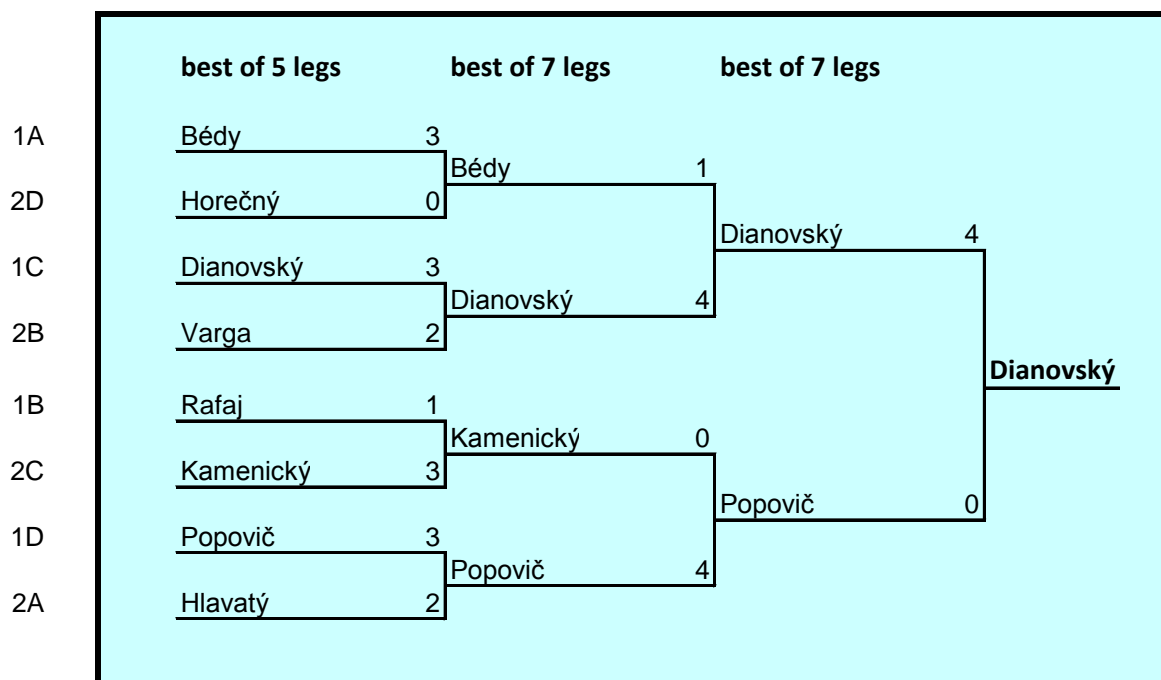 best of 5 legs best of 7 legs best of 7 legs
1A Bédy 3
Bédy 1
2D Horečný 0
Dianovský 4
1C Dianovský 3
Dianovský 4
2B Varga 2
Dianovský
1B Rafaj 1
Kamenický 0
2C Kamenický 3
Popovič 0
1D Popovič 3
Popovič 4
2A Hlavatý 2